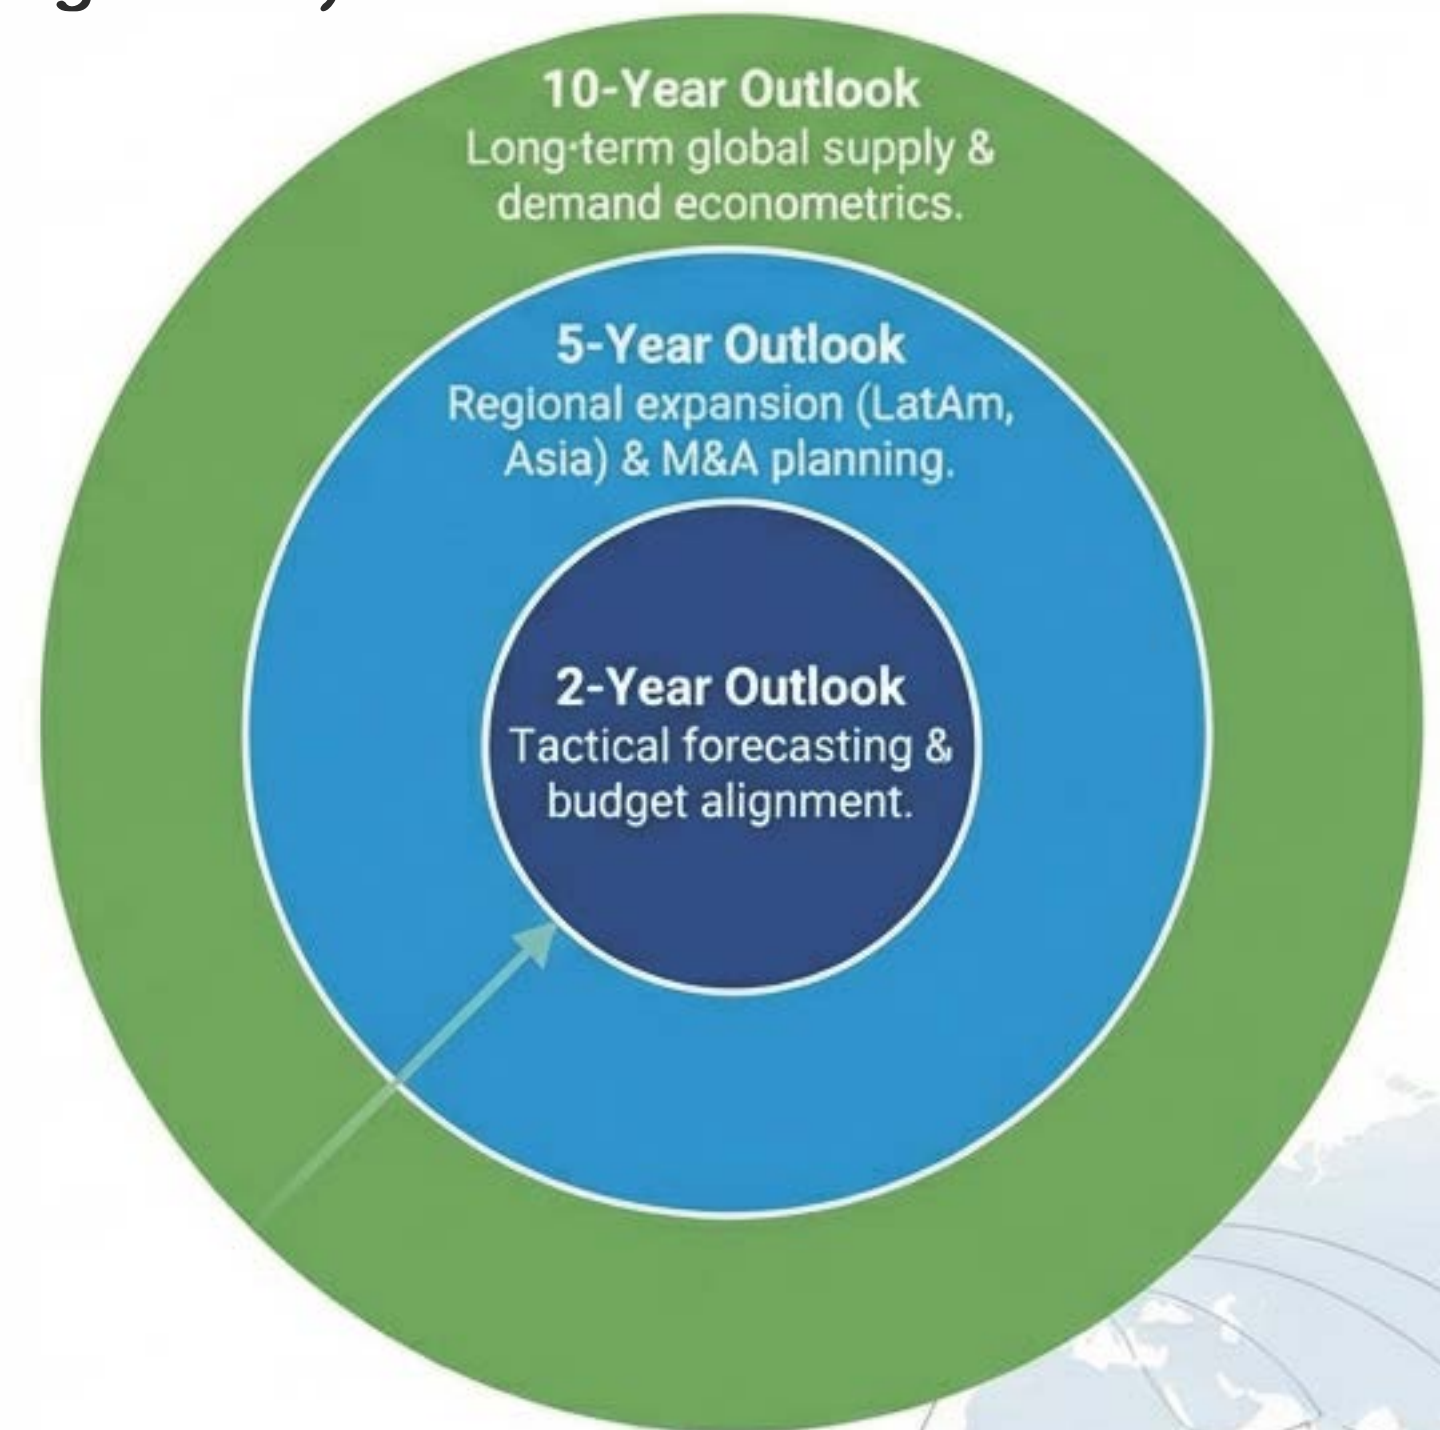 10-Year Outlook
Long-term global supply &
demand econometrics.
5-Year Outlook
Regional expansion (LatAm,
Asia) & M&A planning.
2-Year Outlook
Tactical forecasting &
budget alignment.